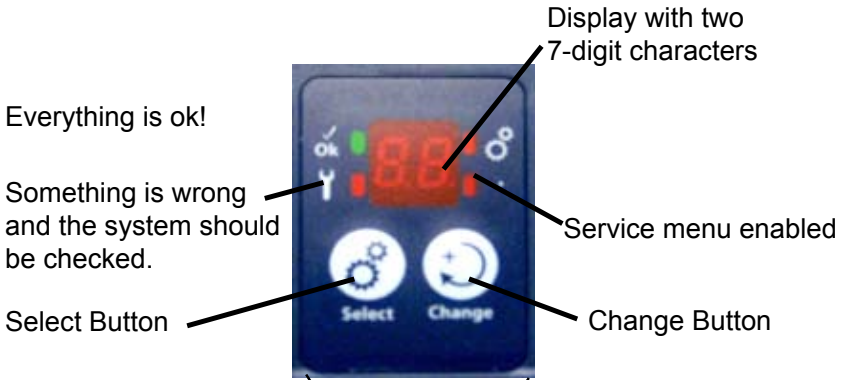 Display with two
7-digit characters
Everything is ok!
Ok
88
Something is wrong
and the system should
be checked.
Service menu enabled
Select Button
Select
Change
Change Button